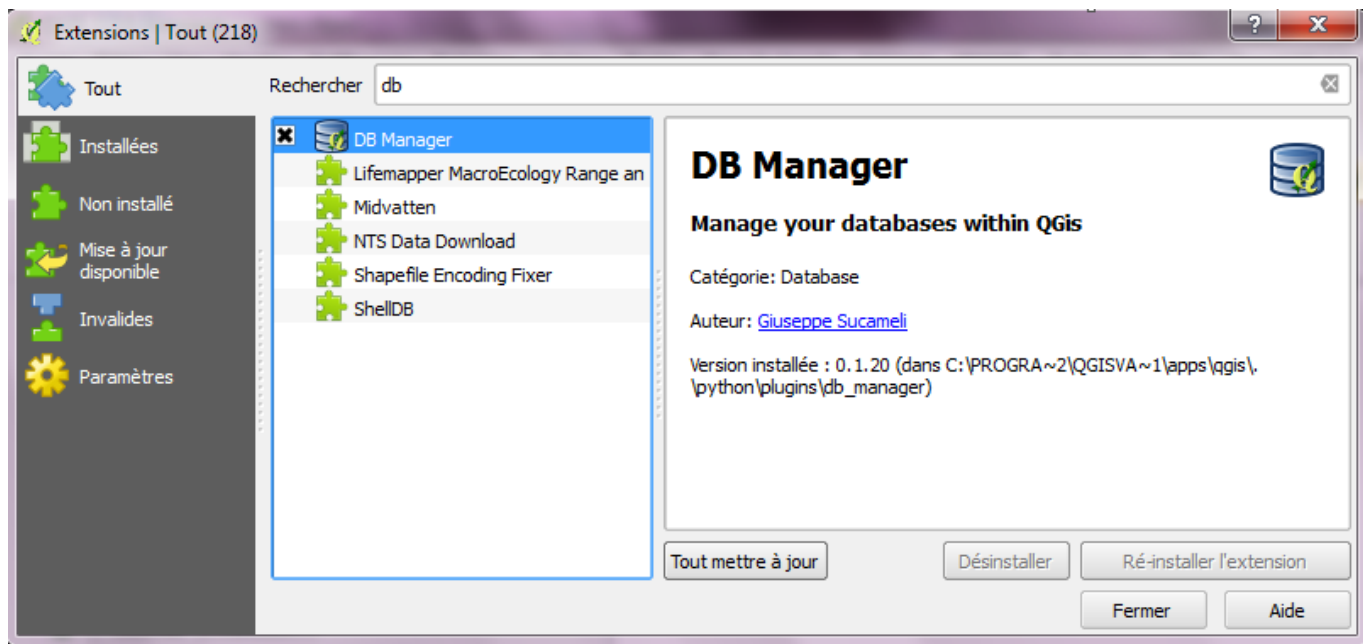 Extensions | Tout (218)
Tout
Rechercher db
Installées
Non installé
Mise à jour
disponible
Invalides
Paramètres
DB Manager
Lifemapper MacroEcology Range an
Midvatten
NTS Data Download
Shapefile Encoding Fixer
ShellDB
DB Manager
Manage your databases within QGis
Catégorie: Database
Auteur: Giuseppe Sucameli
Version installée : 0.1.20 (dans C:\PROGRA~2\QGISVA~1\apps\qgis\.
\python\plugins\db_manager)
Tout mettre à jour
Désinstaller
Ré-installer l'extension
Fermer
Aide